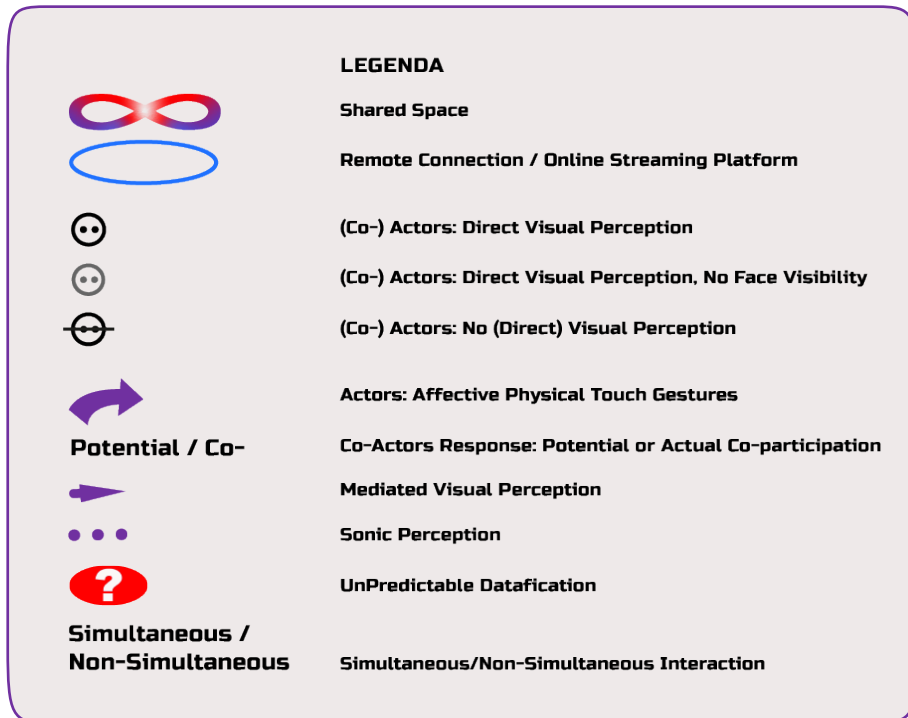 LEGENDA
Shared Space
Remote Connection / Online Streaming Platform
(Co-) Actors: Direct Visual Perception
(Co-) Actors: Direct Visual Perception, No Face Visibility
(Co-) Actors: No (Direct) Visual Perception
Actors: Affective Physical Touch Gestures
Potential / Co- Co-Actors Response: Potential or Actual Co-participation
Mediated Visual Perception
Sonic Perception
? UnPredictable Datafication
Simultaneous /
Non-Simultaneous Simultaneous/Non-Simultaneous Interaction